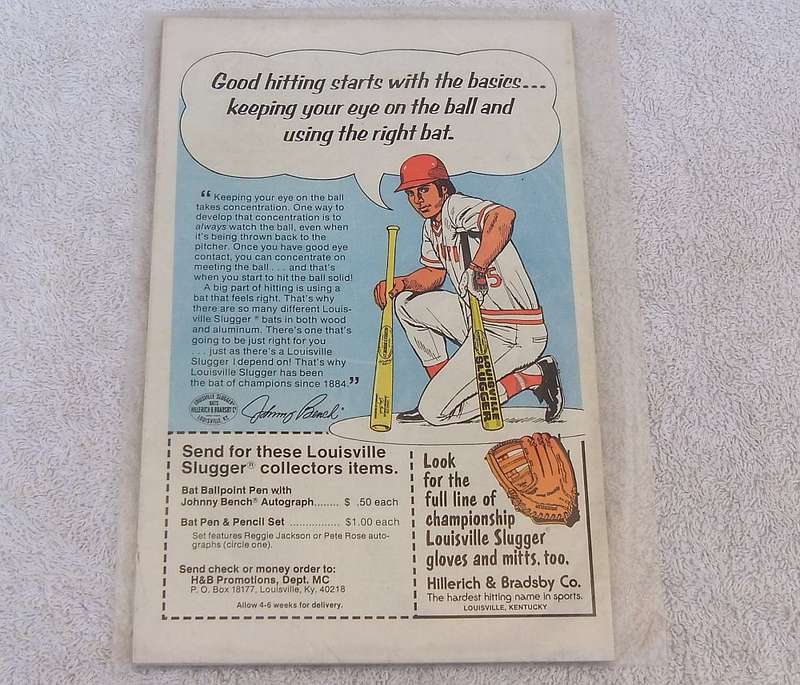 Good hitting starts with the basics...
keeping your eye on the ball and
using the right bat.
“Keeping your eye on the ball
takes concentration. One way to
develop that concentration is to
always watch the ball, even when
it's being thrown back to the
pitcher. Once you have good eye
contact, you can concentrate on
meeting the ball . . . and that's
when you start to hit the ball solid!
A big part of hitting is using a
bat that feels right. That's why
there are so many different Louis-
ville Slugger® bats in both wood
and aluminum. There's one that's
going to be just right for you
. . . just as there's a Louisville
Slugger I depend on! That's why
Louisville Slugger has been
the bat of champions since 1884.”
5
LOUISVILLE
SLUGGER
LOUISVILLE SLUGGER
BATS
HILLERICH & BRADSBY Co
LOUISVILLE, KY.
Johnny Bench
Send for these Louisville
Slugger® collectors items.
Bat Ballpoint Pen with
Johnny Bench® Autograph....... $ .50 each
Bat Pen & Pencil Set ................ $1.00 each
Set features Reggie Jackson or Pete Rose auto-
graphs (circle one).
Send check or money order to:
H&B Promotions, Dept. MC
P. O. Box 18177, Louisville, Ky. 40218
Allow 4-6 weeks for delivery.
Look
for the
full line of
championship
Louisville Slugger®
gloves and mitts, too.
Hillerich & Bradsby Co.
The hardest hitting name in sports.
LOUISVILLE, KENTUCKY